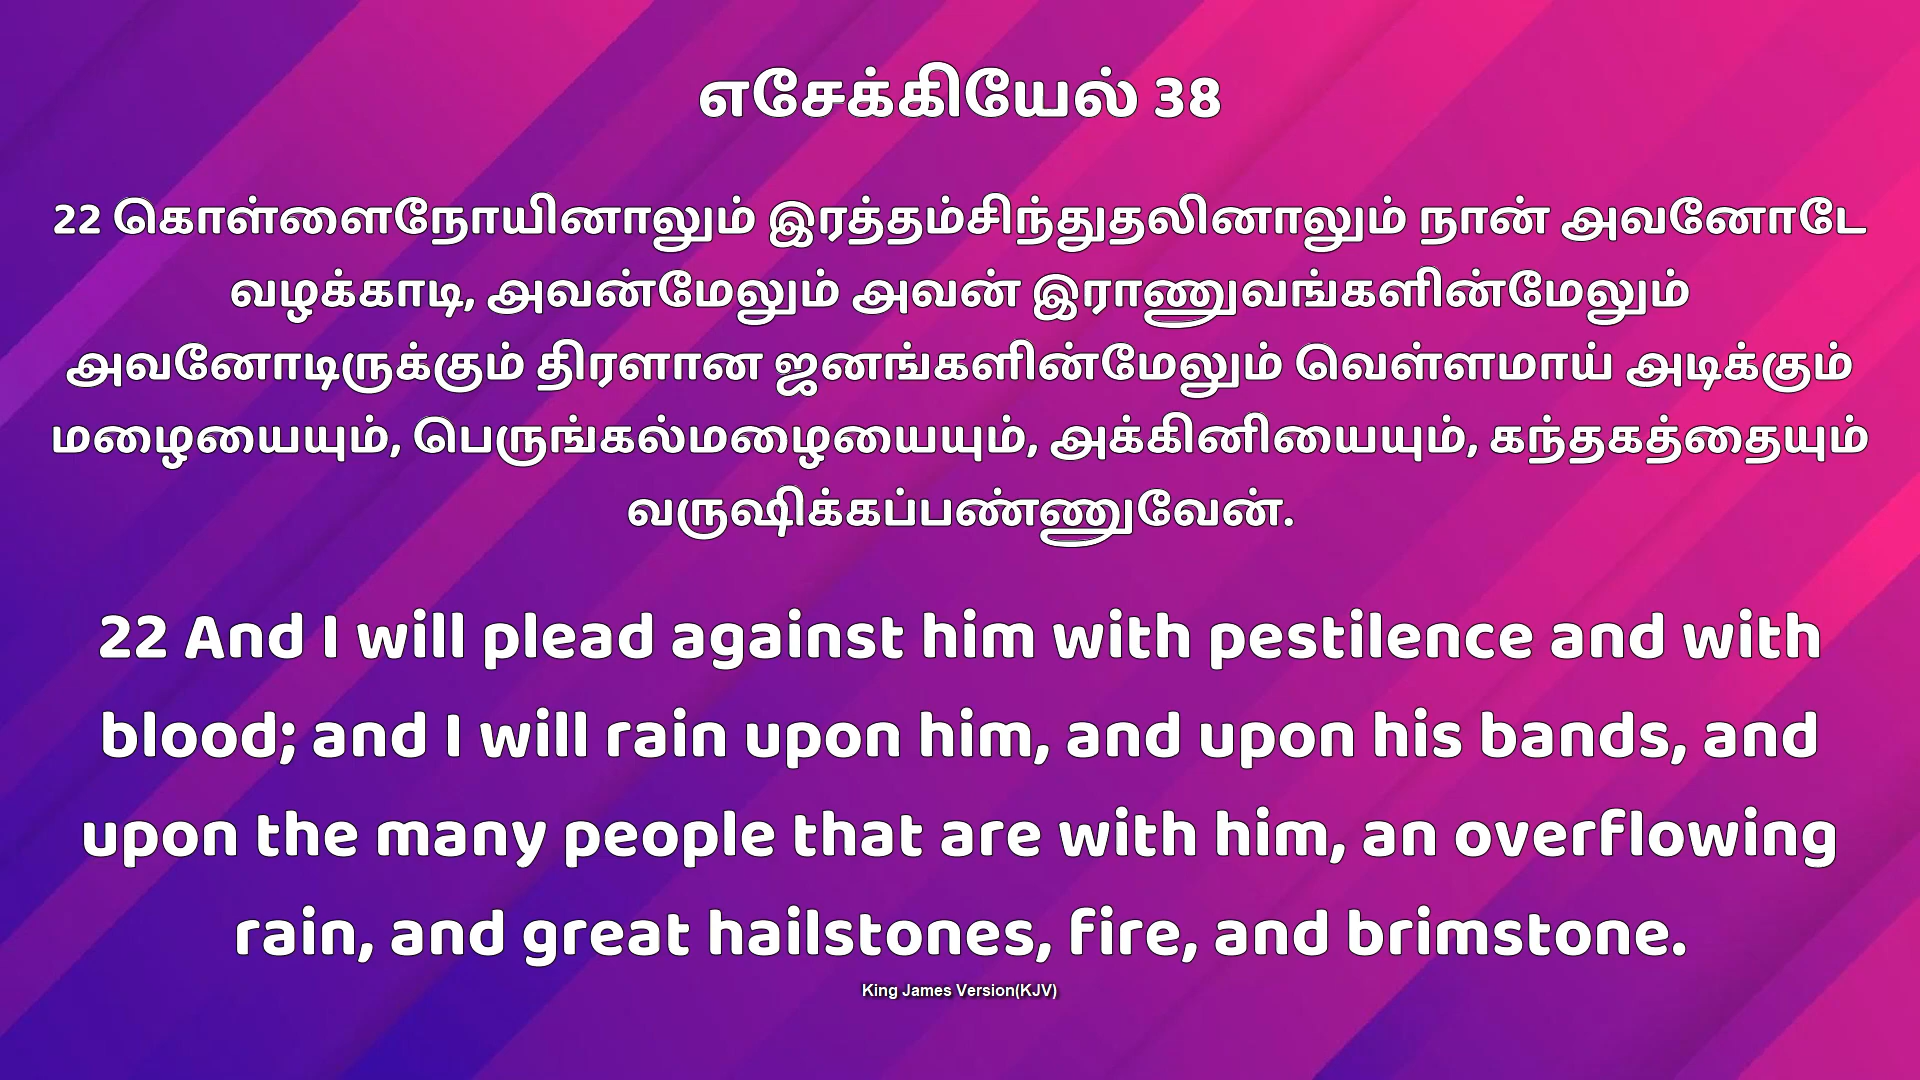 எசேக்கியேல் 38
22 கொள்ளைநோயினாலும் இரத்தம்சிந்துதலினாலும் நான் அவனோடே
வழக்காடி, அவன்மேலும் அவன் இராணுவங்களின்மேலும்
அவனோடிருக்கும் திரளான ஜனங்களின்மேலும் வெள்ளமாய் அடிக்கும்
மழையையும், பெருங்கல்மழையையும், அக்கினியையும், கந்தகத்தையும்
வருஷிக்கப்பண்ணுவேன்.
22 And I will plead against him with pestilence and with
blood; and I will rain upon him, and upon his bands, and
upon the many people that are with him, an overflowing
rain, and great hailstones, fire, and brimstone.
King James Version(KJV)